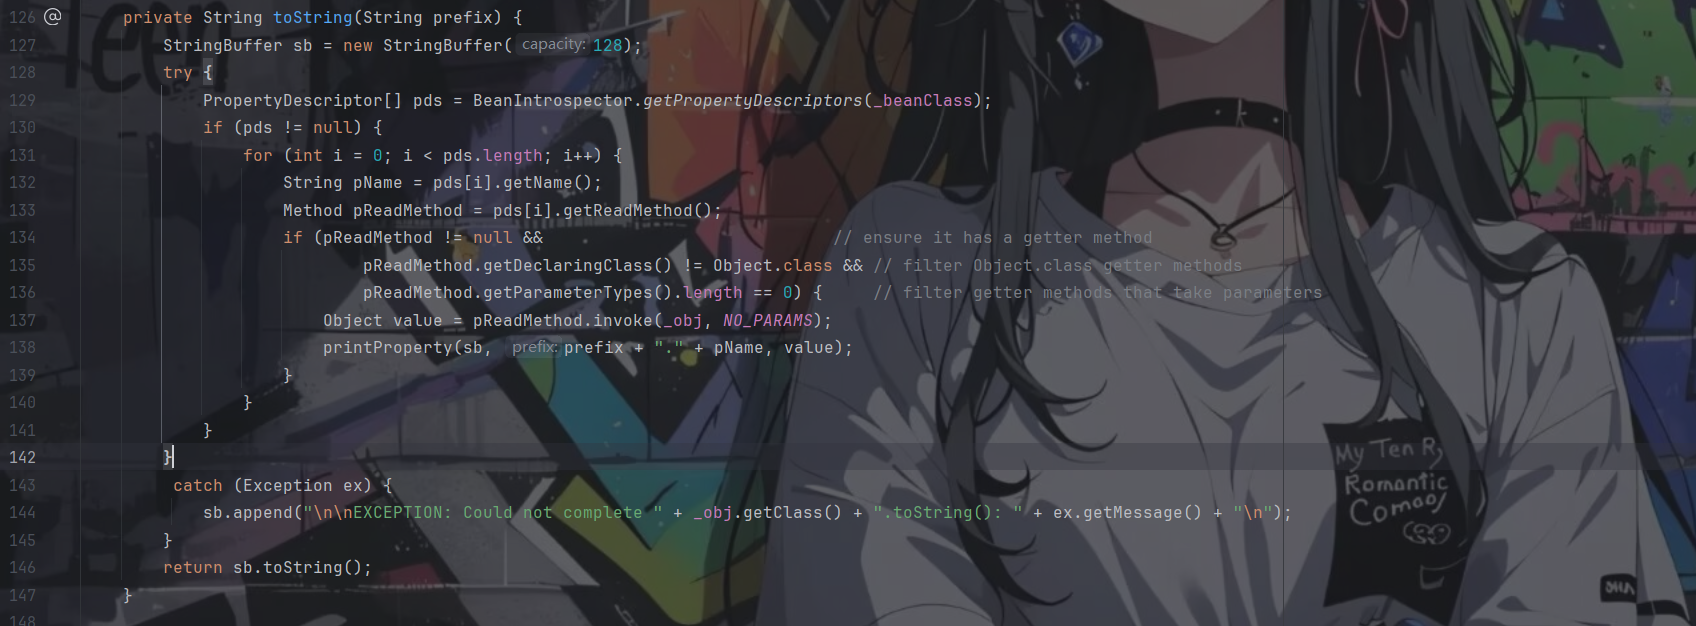 126 @ private String toString(String prefix) {
127 StringBuffer sb = new StringBuffer( capacity: 128);
128 try {
129 PropertyDescriptor[] pds = BeanIntrospector.getPropertyDescriptors(_beanClass);
130 if (pds != null) {
131 for (int i = 0; i < pds.length; i++) {
132 String pName = pds[i].getName();
133 Method pReadMethod = pds[i].getReadMethod();
134 if (pReadMethod != null && // ensure it has a getter method
135 pReadMethod.getDeclaringClass() != Object.class && // filter Object.class getter methods
136 pReadMethod.getParameterTypes().length == 0) { // filter getter methods that take parameters
137 Object value = pReadMethod.invoke(_obj, NO_PARAMS);
138 printProperty(sb, prefix: prefix + "." + pName, value);
139 }
140 }
141 }
142 }
143 catch (Exception ex) {
144 sb.append("\n\nEXCEPTION: Could not complete " + _obj.getClass() + ".toString(): " + ex.getMessage() + "\n");
145 }
146 return sb.toString();
147 }
148
My Ten R
Romantic